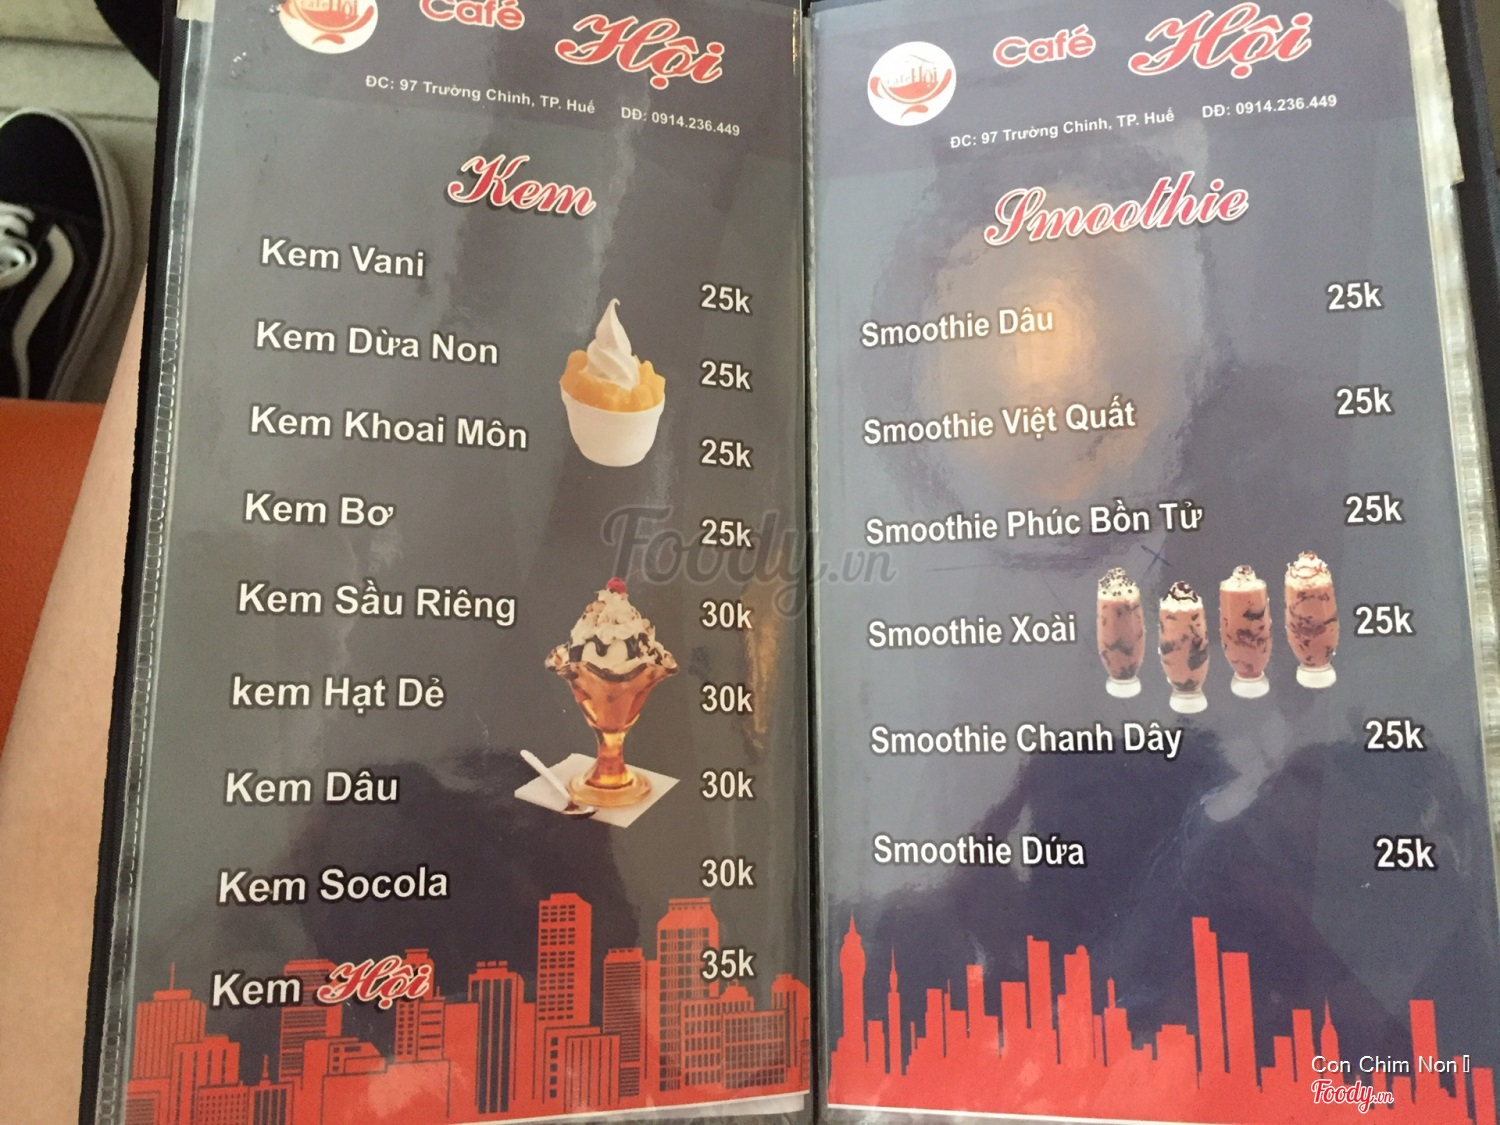 Café Hội
Café Hội
ĐC: 97 Trường Chinh, TP. Huế DĐ: 0914.236.449
Kem
Kem Vani 25k
Kem Dừa Non 25k
Kem Khoai Môn 25k
Kem Bơ 25k
Kem Sầu Riêng 30k
kem Hạt Dẻ 30k
Kem Dâu 30k
Kem Socola 30k
Kem Hội 35k
CaféHội
Café Hội
ĐC: 97 Trường Chinh, TP. Huế DĐ: 0914.236.449
Smoothie
Smoothie Dâu 25k
Smoothie Việt Quất 25k
Smoothie Phúc Bồn Tử 25k
Smoothie Xoài 25k
Smoothie Chanh Dây 25k
Smoothie Dứa 25k
Foody.vn
Con Chim Non
Foody.vn